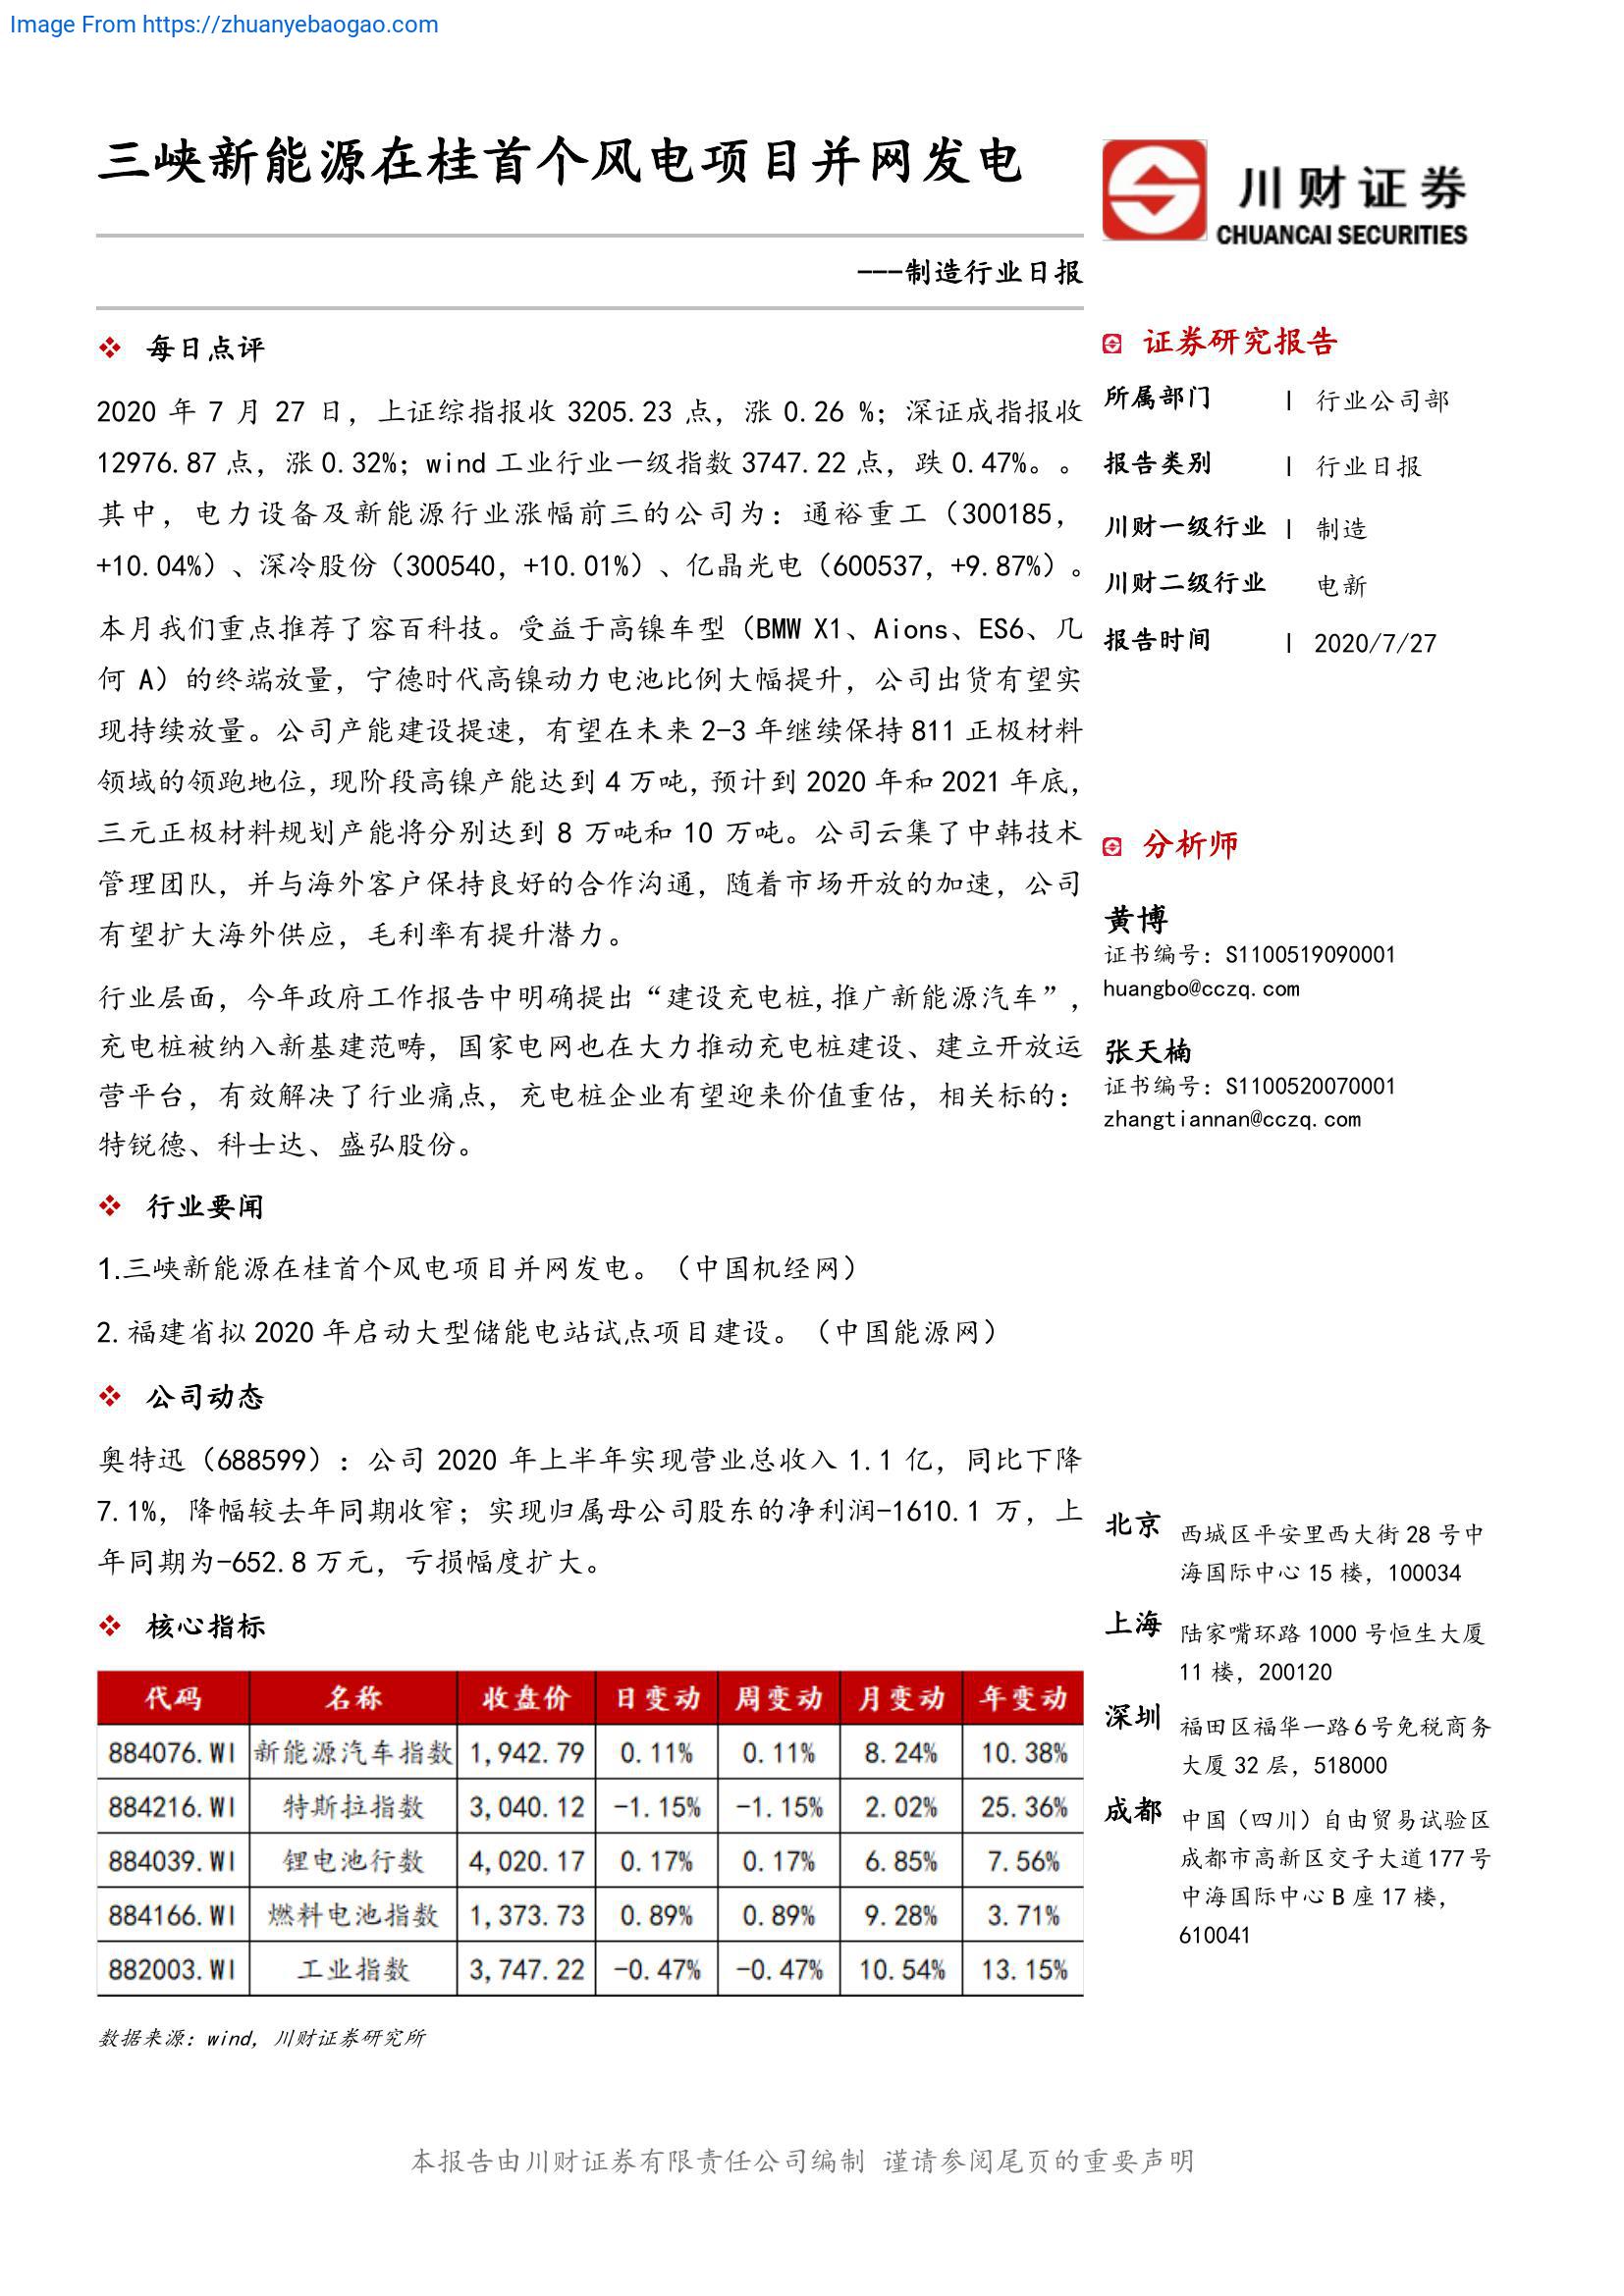 Image From https://zhuanyebaogao.com
三峡新能源在桂首个风电项目并网发电
川财证券
CHUANCAI SECURITIES
---制造行业日报
每日点评
2020 年 7 月 27 日，上证综指报收 3205.23 点，涨 0.26 %；深证成指报收
12976.87 点，涨 0.32%；wind 工业行业一级指数 3747.22 点，跌 0.47%。。
其中，电力设备及新能源行业涨幅前三的公司为：通裕重工（300185，
+10.04%）、深冷股份（300540，+10.01%）、亿晶光电（600537，+9.87%）。
本月我们重点推荐了容百科技。受益于高镍车型（BMW X1、Aions、ES6、几
何 A）的终端放量，宁德时代高镍动力电池比例大幅提升，公司出货有望实
现持续放量。公司产能建设提速，有望在未来 2-3 年继续保持 811 正极材料
领域的领跑地位，现阶段高镍产能达到 4 万吨，预计到 2020 年和 2021 年底，
三元正极材料规划产能将分别达到 8 万吨和 10 万吨。公司云集了中韩技术
管理团队，并与海外客户保持良好的合作沟通，随着市场开放的加速，公司
有望扩大海外供应，毛利率有提升潜力。
行业层面，今年政府工作报告中明确提出“建设充电桩,推广新能源汽车”，
充电桩被纳入新基建范畴，国家电网也在大力推动充电桩建设、建立开放运
营平台，有效解决了行业痛点，充电桩企业有望迎来价值重估，相关标的：
特锐德、科士达、盛弘股份。
行业要闻
1.三峡新能源在桂首个风电项目并网发电。（中国机经网）
2. 福建省拟 2020 年启动大型储能电站试点项目建设。（中国能源网）
公司动态
奥特迅（688599）：公司 2020 年上半年实现营业总收入 1.1 亿，同比下降
7.1%，降幅较去年同期收窄；实现归属母公司股东的净利润-1610.1 万，上
年同期为-652.8 万元，亏损幅度扩大。
核心指标
代码 名称 收盘价 日变动 周变动 月变动 年变动
884076.WI 新能源汽车指数 1,942.79 0.11% 0.11% 8.24% 10.38%
884216.WI 特斯拉指数 3,040.12 -1.15% -1.15% 2.02% 25.36%
884039.WI 锂电池行数 4,020.17 0.17% 0.17% 6.85% 7.56%
884166.WI 燃料电池指数 1,373.73 0.89% 0.89% 9.28% 3.71%
882003.WI 工业指数 3,747.22 -0.47% -0.47% 10.54% 13.15%
数据来源：wind，川财证券研究所
证券研究报告
所属部门 | 行业公司部
报告类别 | 行业日报
川财一级行业 | 制造
川财二级行业 电新
报告时间 | 2020/7/27
分析师
黄博
证书编号：S1100519090001
huangbo@cczq.com
张天楠
证书编号：S1100520070001
zhangtiannan@cczq.com
北京 西城区平安里西大街 28 号中
海国际中心 15 楼，100034
上海 陆家嘴环路 1000 号恒生大厦
11 楼，200120
深圳 福田区福华一路 6 号免税商务
大厦 32 层，518000
成都 中国（四川）自由贸易试验区
成都市高新区交子大道 177 号
中海国际中心 B 座 17 楼，
610041
本报告由川财证券有限责任公司编制 谨请参阅尾页的重要声明